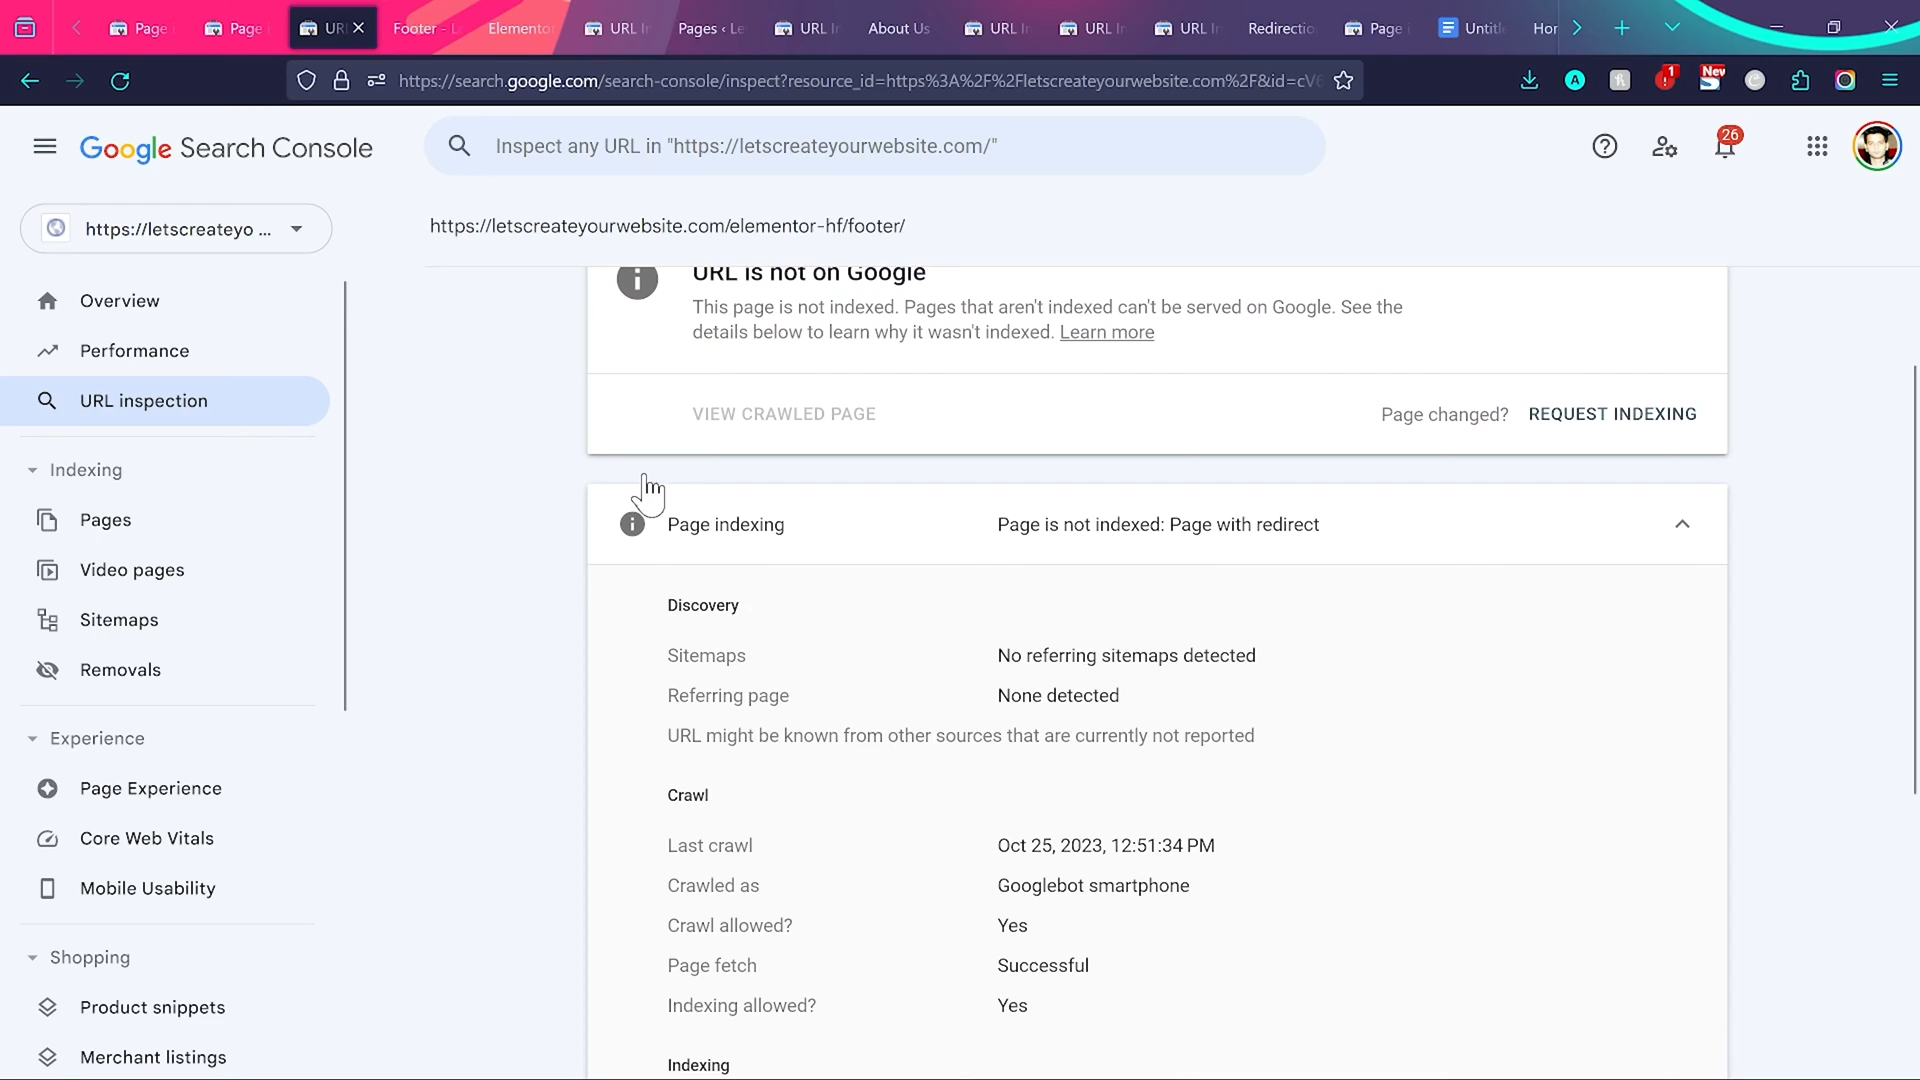 Page
Page
UR
Footer - L
Elementor
URL In
Pages ‹ Le
URL In
About Us
URL In
URL In
URL In
Redirectio
Page i
Untitl
Hor
https://search.google.com/search-console/inspect?resource_id=https%3A%2F%2Fletscreateyourwebsite.com%2F&id=cV6
A
1
New
Google Search Console
Inspect any URL in "https://letscreateyourwebsite.com/"
26
https://letscreateyo ...
https://letscreateyourwebsite.com/elementor-hf/footer/
Overview
Performance
URL inspection
Indexing
Pages
Video pages
Sitemaps
Removals
Experience
Page Experience
Core Web Vitals
Mobile Usability
Shopping
Product snippets
Merchant listings
URL is not on Google
This page is not indexed. Pages that aren't indexed can't be served on Google. See the
details below to learn why it wasn't indexed. Learn more
VIEW CRAWLED PAGE
Page changed?
REQUEST INDEXING
Page indexing
Page is not indexed: Page with redirect
Discovery
Sitemaps
No referring sitemaps detected
Referring page
None detected
URL might be known from other sources that are currently not reported
Crawl
Last crawl
Oct 25, 2023, 12:51:34 PM
Crawled as
Googlebot smartphone
Crawl allowed?
Yes
Page fetch
Successful
Indexing allowed?
Yes
Indexing